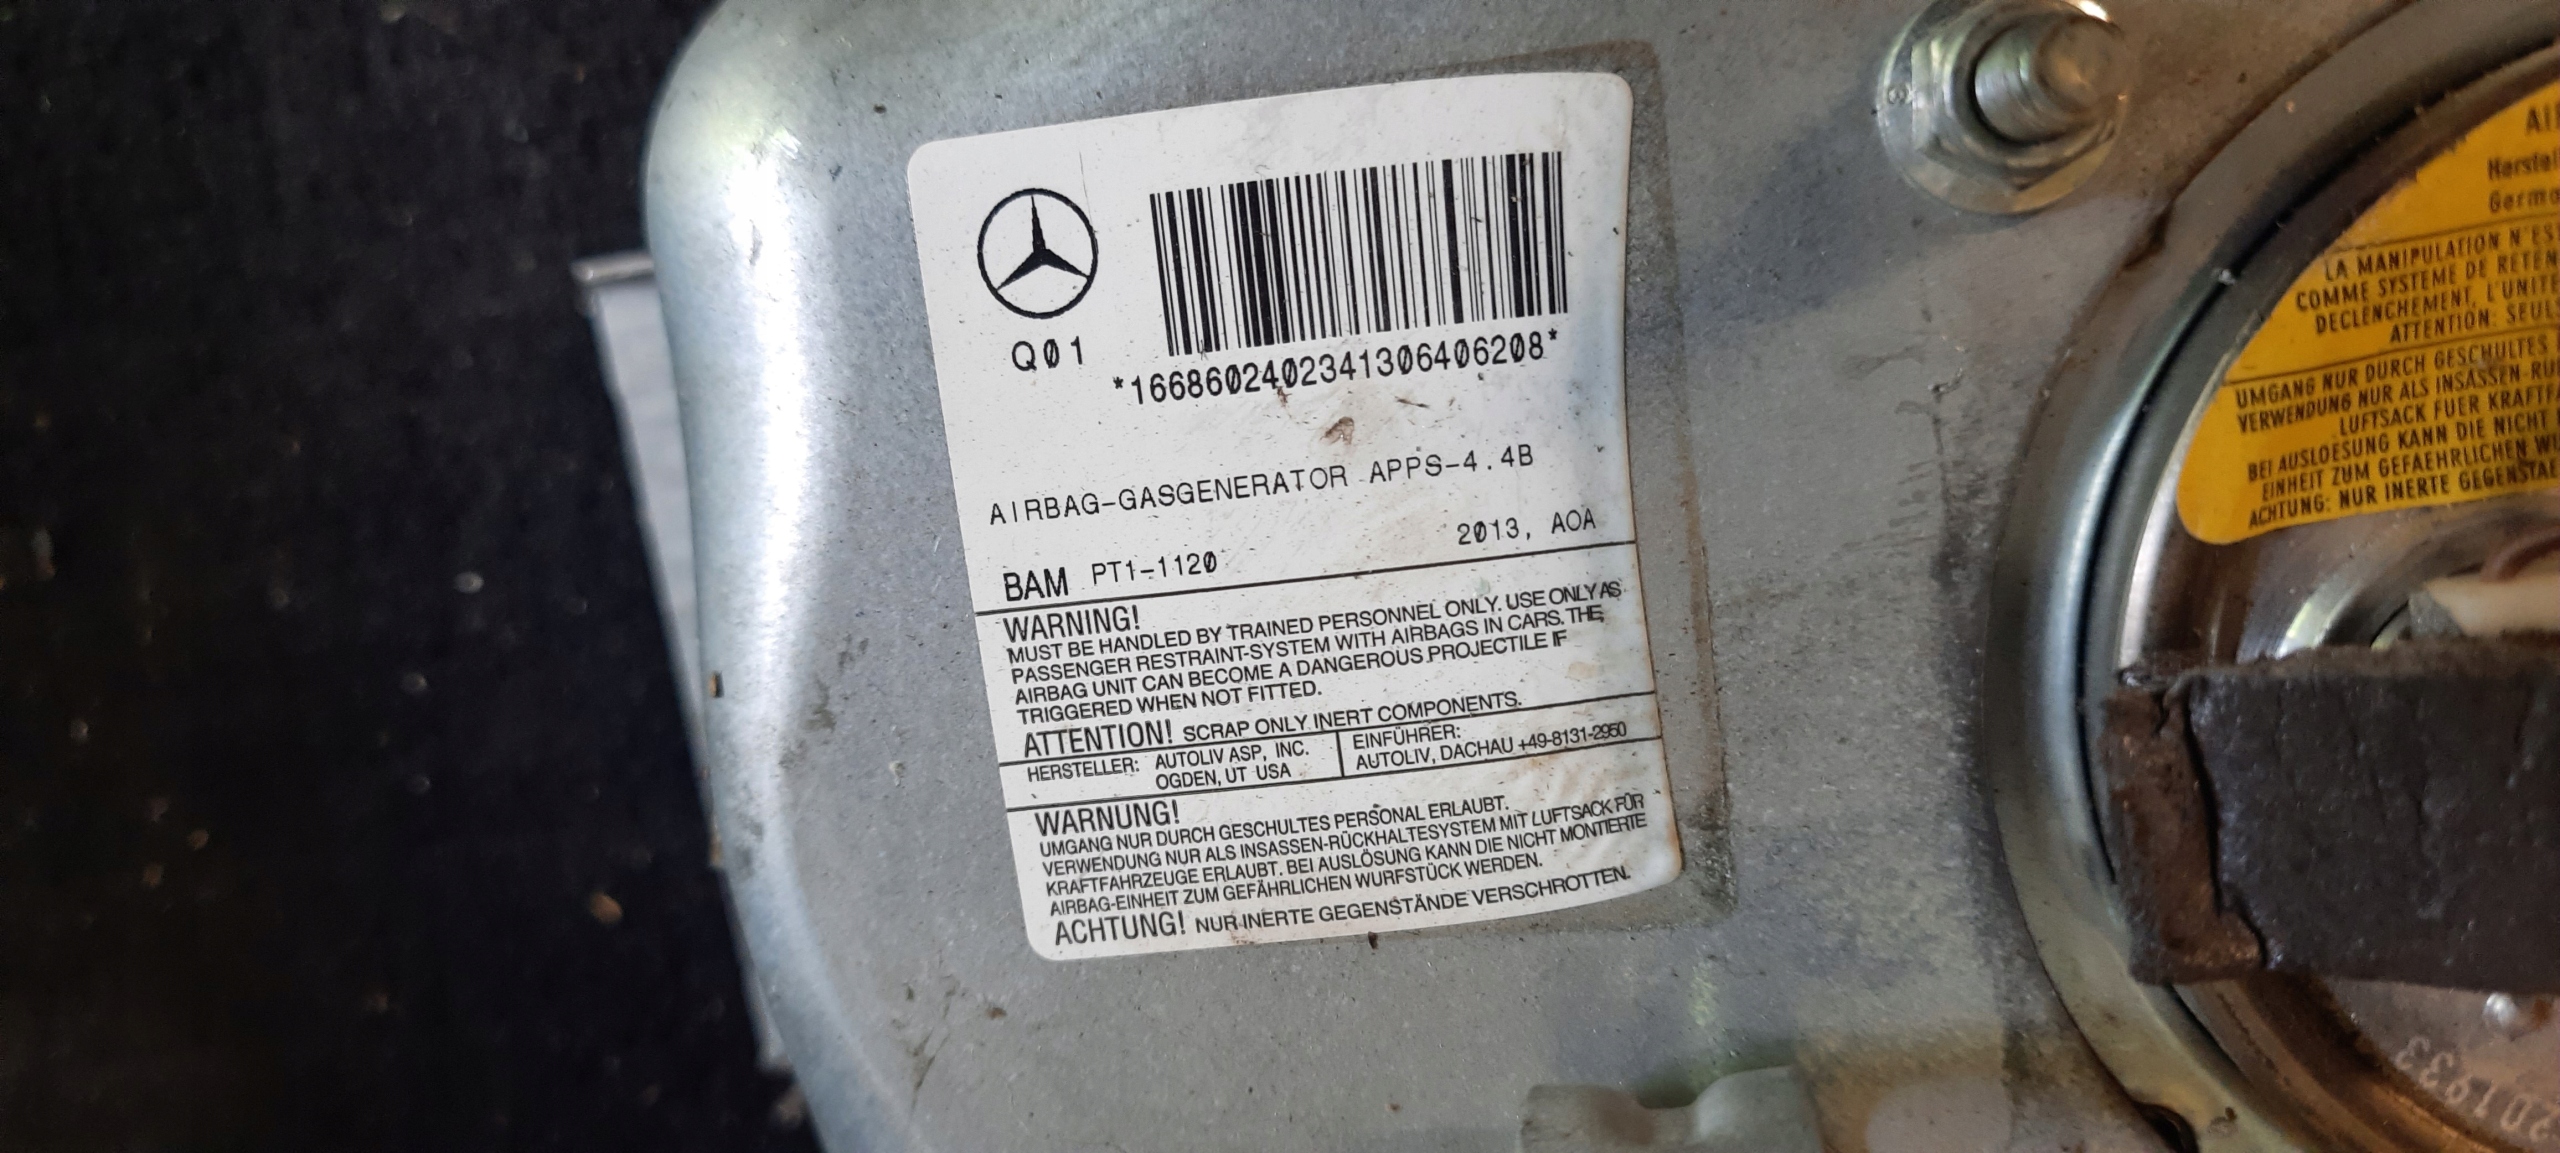 Q01
*1668602402341306406208*
AIRBAG-GASGENERATOR APPS-4.4B
2013, AOA
BAM PT1-1120
WARNING!
MUST BE HANDLED BY TRAINED PERSONNEL ONLY. USE ONLY AS
PASSENGER RESTRAINT-SYSTEM WITH AIRBAGS IN CARS. THE
AIRBAG UNIT CAN BECOME A DANGEROUS PROJECTILE IF
TRIGGERED WHEN NOT FITTED.
ATTENTION! SCRAP ONLY INERT COMPONENTS.
HERSTELLER: AUTOLIV ASP, INC.
OGDEN, UT USA
EINFÜHRER:
AUTOLIV, DACHAU +49-8131-2950
WARNUNG!
UMGANG NUR DURCH GESCHULTES PERSONAL ERLAUBT.
VERWENDUNG NUR ALS INSASSEN-RÜCKHALTESYSTEM MIT LUFTSACK FÜR
KRAFTFAHRZEUGE ERLAUBT. BEI AUSLÖSUNG KANN DIE NICHT MONTIERTE
AIRBAG-EINHEIT ZUM GEFÄHRLICHEN WURFSTÜCK WERDEN.
ACHTUNG! NUR INERTE GEGENSTÄNDE VERSCHROTTEN.
LA MANIPULATION N'EST
COMME SYSTEME DE RETEN
DECLENCHEMENT, L'UNITE
ATTENTION: SEULS
UMGANG NUR DURCH GESCHULTES
VERWENDUNG NUR ALS INSASSEN-RÜ
LUFTSACK FUER KRAFTFA
BEI AUSLOESUNG KANN DIE NICHT
EINHEIT ZUM GEFAEHRLICHEN WU
ACHTUNG: NUR INERTE GEGENSTAE